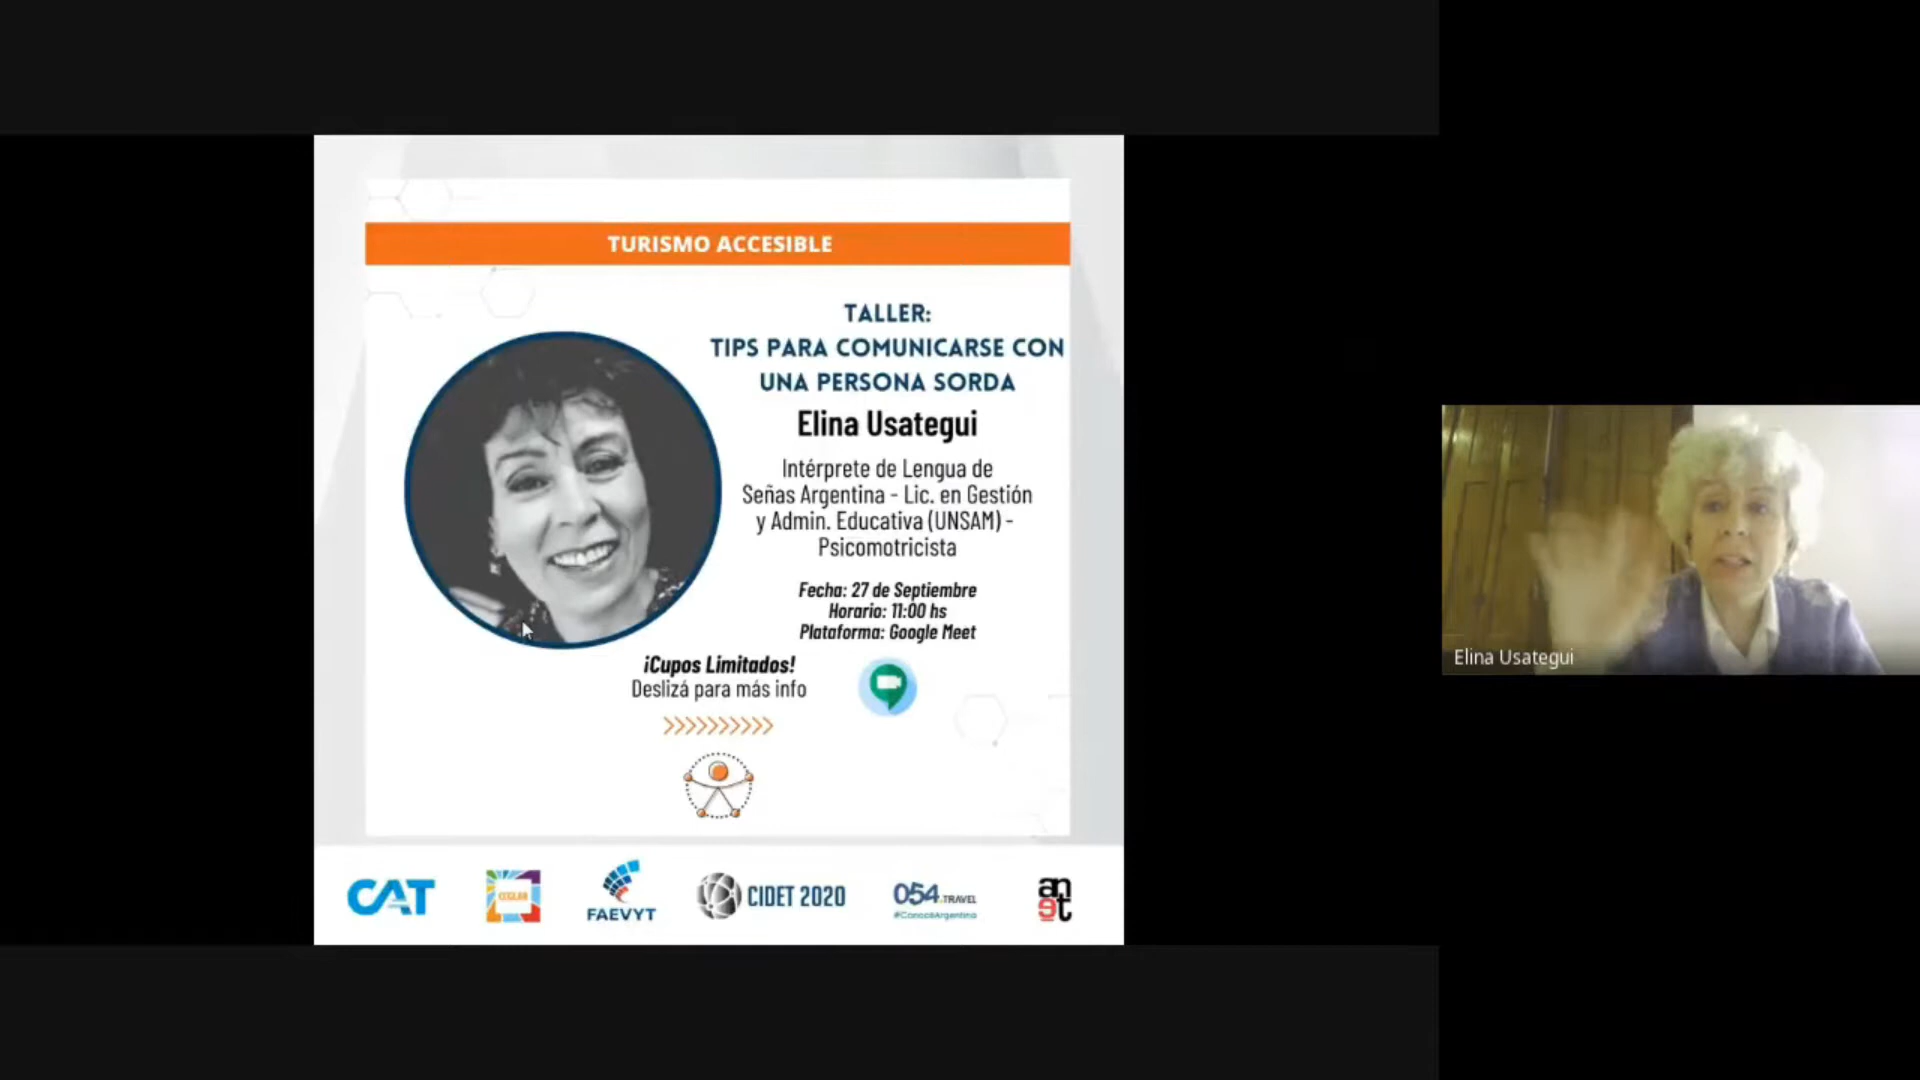 TURISMO ACCESIBLE
TALLER:
TIPS PARA COMUNICARSE CON
UNA PERSONA SORDA
Elina Usategui
Intérprete de Lengua de
Señas Argentina - Lic. en Gestión
y Admin. Educativa (UNSAM) -
Psicomotricista
Fecha: 27 de Septiembre
Horario: 11:00 hs
Plataforma: Google Meet
¡Cupos Limitados!
Deslizá para más info
CAT
FAEVYT
CIDET 2020
054.TRAVEL
#ConocéArgentina
anet
Elina Usategui